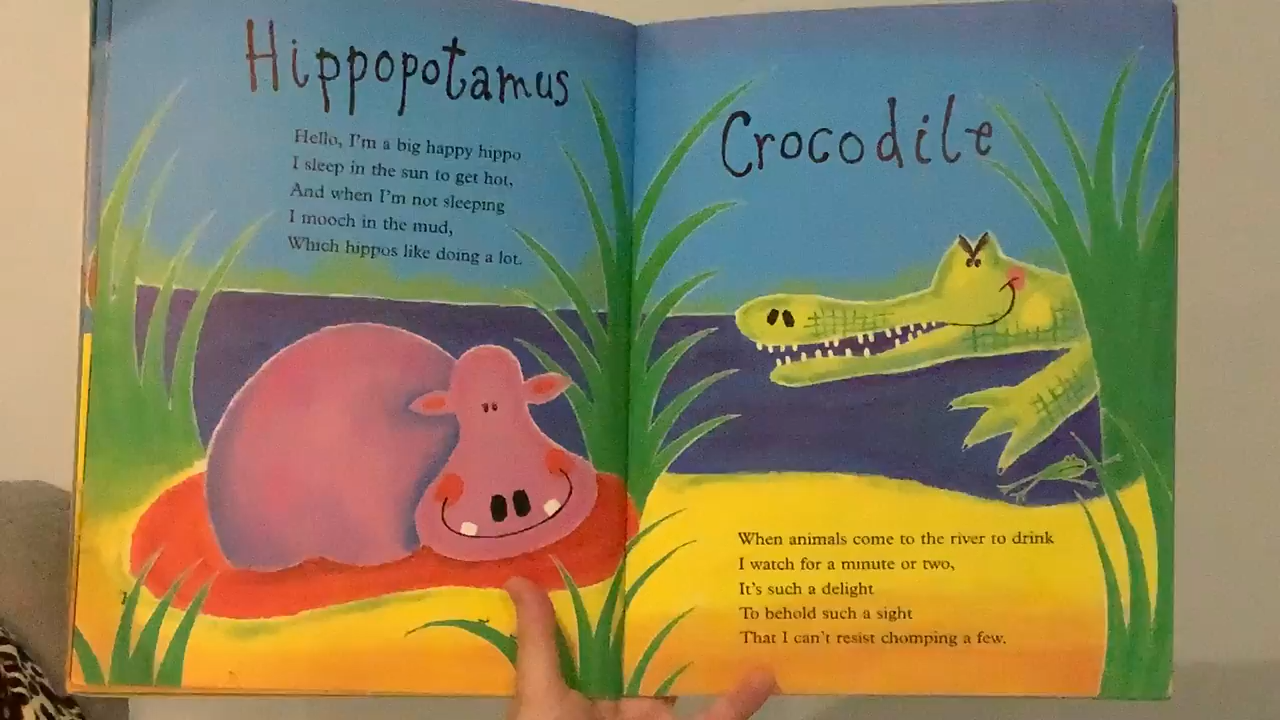 Hippopotamus
Hello, I'm a big happy hippo
I sleep in the sun to get hot,
And when I'm not sleeping
I mooch in the mud,
Which hippos like doing a lot.
Crocodile
When animals come to the river to drink
I watch for a minute or two,
It's such a delight
To behold such a sight
That I can't resist chomping a few.